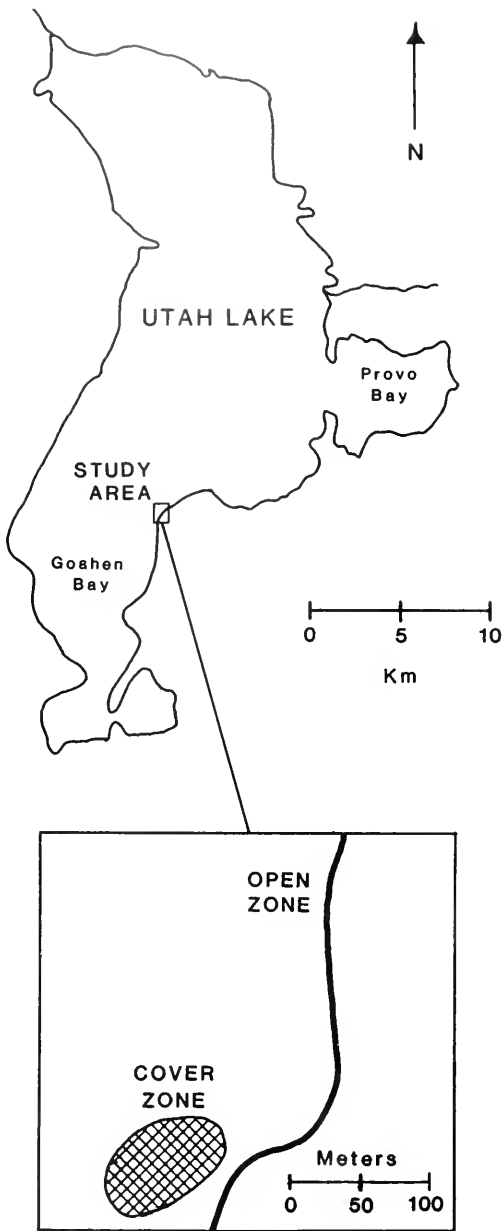 N
UTAH LAKE
Provo
Bay
STUDY
AREA
Goahen
Bay
0 5 10
Km
OPEN
ZONE
COVER
ZONE
Meters
0 50 100